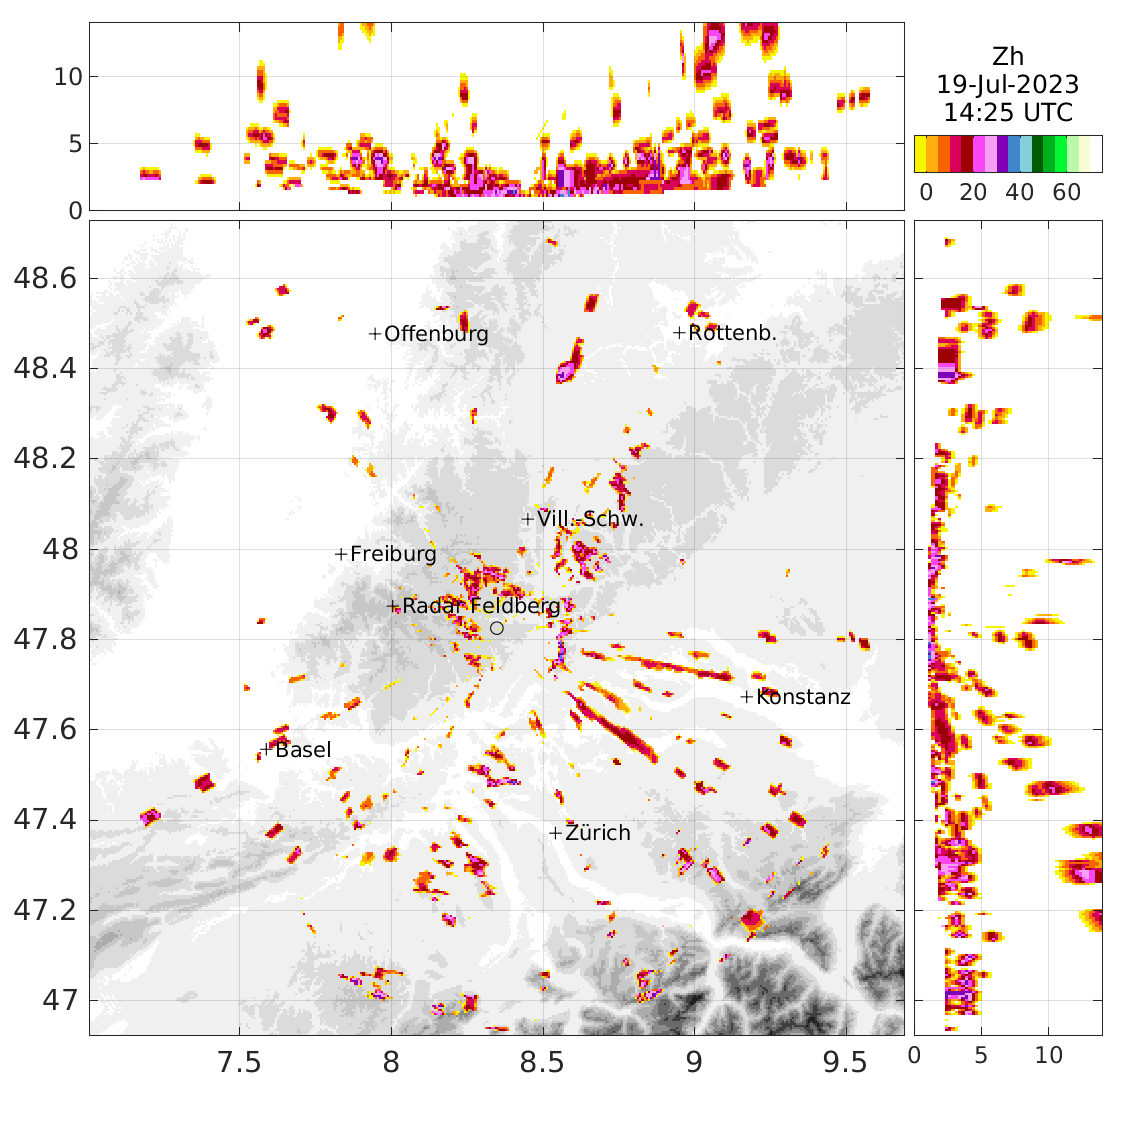 10
5
0
Zh
19-Jul-2023
14:25 UTC
0 20 40 60
48.6
48.4
48.2
48
47.8
47.6
47.4
47.2
47
+Offenburg
+Rottenb.
+Vill.-Schw.
+Freiburg
+Radar Feldberg
+Konstanz
+Basel
+Zürich
7.5 8 8.5 9 9.5
0 5 10